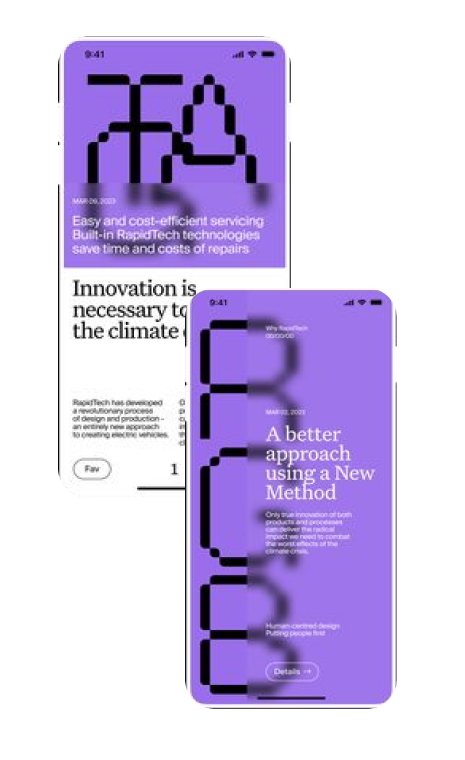 9:41
MAR 09, 2023
Easy and cost-efficient servicing
Built-in RapidTech technologies
save time and costs of repairs
Innovation is
necessary to
the climate
RapidTech has developed
a revolutionary process
of design and production –
an entirely new approach
to creating electric vehicles.
Fav
1
9:41
Why RapidTech
00/00/00
MAR 22, 2023
A better
approach
using a New
Method
Only true innovation of both
products and processes
can deliver the radical
impact we need to combat
the worst effects of the
climate crisis.
Human-centred design
Putting people first
Details →